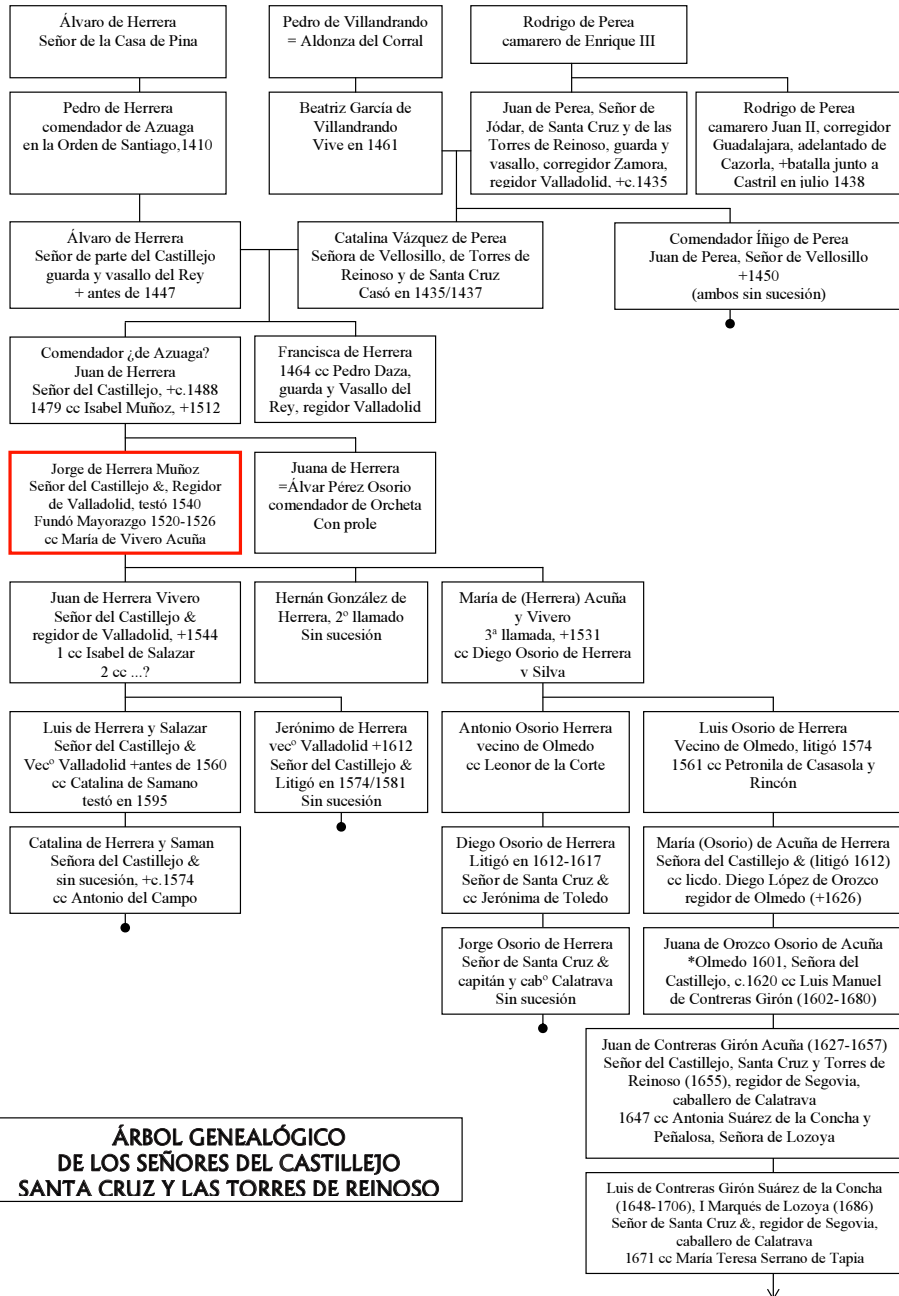 Álvaro de Herrera
Señor de la Casa de Pina
Pedro de Villandrando
= Aldonza del Corral
Rodrigo de Perea
camarero de Enrique III
Pedro de Herrera
comendador de Azuaga
en la Orden de Santiago,1410
Beatriz García de
Villandrando
Vive en 1461
Juan de Perea, Señor de
Jódar, de Santa Cruz y de las
Torres de Reinoso, guarda y
vasallo, corregidor Zamora,
regidor Valladolid, +c.1435
Rodrigo de Perea
camarero Juan II, corregidor
Guadalajara, adelantado de
Cazorla, +batalla junto a
Castril en julio 1438
Álvaro de Herrera
Señor de parte del Castillejo
guarda y vasallo del Rey
+ antes de 1447
Catalina Vázquez de Perea
Señora de Vellosillo, de Torres de
Reinoso y de Santa Cruz
Casó en 1435/1437
Comendador Íñigo de Perea
Juan de Perea, Señor de Vellosillo
+1450
(ambos sin sucesión)
Comendador ¿de Azuaga?
Juan de Herrera
Señor del Castillejo, +c.1488
1479 cc Isabel Muñoz, +1512
Francisca de Herrera
1464 cc Pedro Daza,
guarda y Vasallo del
Rey, regidor Valladolid
Jorge de Herrera Muñoz
Señor del Castillejo &, Regidor
de Valladolid, testó 1540
Fundó Mayorazgo 1520-1526
cc María de Vivero Acuña
Juana de Herrera
=Álvar Pérez Osorio
comendador de Orcheta
Con prole
Juan de Herrera Vivero
Señor del Castillejo &
regidor de Valladolid, +1544
1 cc Isabel de Salazar
2 cc ...?
Hernán González de
Herrera, 2º llamado
Sin sucesión
María de (Herrera) Acuña
y Vivero
3ª llamada, +1531
cc Diego Osorio de Herrera
y Silva
Luis de Herrera y Salazar
Señor del Castillejo &
Vecº Valladolid +antes de 1560
cc Catalina de Samano
testó en 1595
Jerónimo de Herrera
vecº Valladolid +1612
Señor del Castillejo &
Litigó en 1574/1581
Sin sucesión
Antonio Osorio Herrera
vecino de Olmedo
cc Leonor de la Corte
Luis Osorio de Herrera
Vecino de Olmedo, litigó 1574
1561 cc Petronila de Casasola y
Rincón
Catalina de Herrera y Saman
Señora del Castillejo &
sin sucesión, +c.1574
cc Antonio del Campo
Diego Osorio de Herrera
Litigó en 1612-1617
Señor de Santa Cruz &
cc Jerónima de Toledo
María (Osorio) de Acuña de Herrera
Señora del Castillejo & (litigó 1612)
cc licdo. Diego López de Orozco
regidor de Olmedo (+1626)
Jorge Osorio de Herrera
Señor de Santa Cruz &
capitán y cabº Calatrava
Sin sucesión
Juana de Orozco Osorio de Acuña
*Olmedo 1601, Señora del
Castillejo, c.1620 cc Luis Manuel
de Contreras Girón (1602-1680)
Juan de Contreras Girón Acuña (1627-1657)
Señor del Castillejo, Santa Cruz y Torres de
Reinoso (1655), regidor de Segovia,
caballero de Calatrava
1647 cc Antonia Suárez de la Concha y
Peñalosa, Señora de Lozoya
ÁRBOL GENEALÓGICO
DE LOS SEÑORES DEL CASTILLEJO
SANTA CRUZ Y LAS TORRES DE REINOSO
Luis de Contreras Girón Suárez de la Concha
(1648-1706), I Marqués de Lozoya (1686)
Señor de Santa Cruz &, regidor de Segovia,
caballero de Calatrava
1671 cc María Teresa Serrano de Tapia